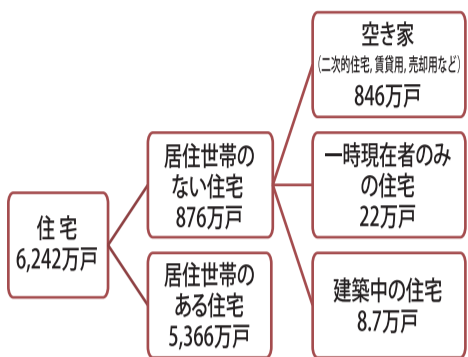 住宅
6,242万戸
居住世帯の
ない住宅
876万戸
居住世帯の
ある住宅
5,366万戸
空き家
(二次的住宅,賃貸用,売却用など)
846万戸
一時現在者のみ
の住宅
22万戸
建築中の住宅
8.7万戸